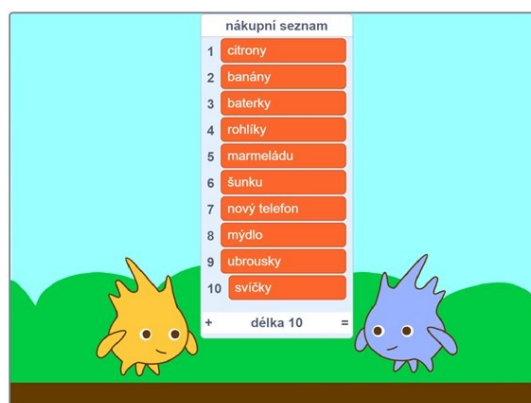 nákupní seznam
1 citrony
2 banány
3 baterky
4 rohlíky
5 marmeládu
6 šunku
7 nový telefon
8 mýdlo
9 ubrousky
10 svíčky
+ délka 10 =